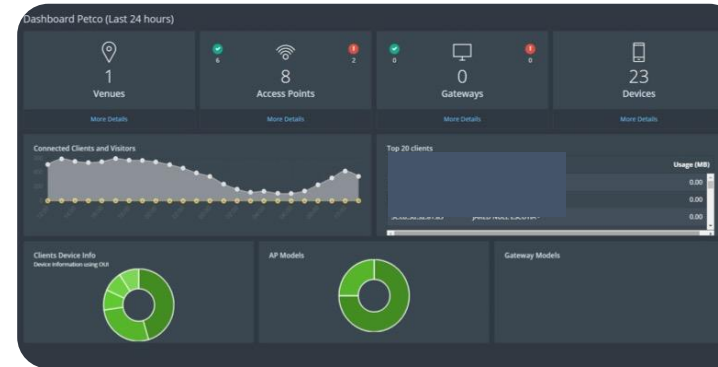 Dashboard Petco (Last 24 hours)
1
Venues
More Details
6
2
8
Access Points
More Details
0
0
0
Gateways
More Details
23
Devices
More Details
Connected Clients and Visitors
Top 20 clients
Usage (MB)
0.00
0.00
0.00
Clients Device Info
Device Information using OUI
AP Models
Gateway Models